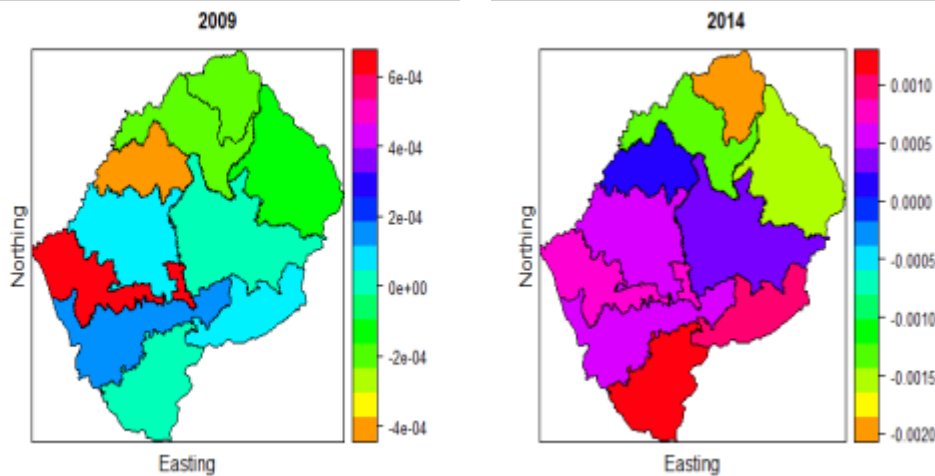 2009
6e-04
4e-04
2e-04
0e+00
-2e-04
-4e-04
Northing
Easting
2014
0.0010
0.0005
0.0000
-0.0005
-0.0010
-0.0015
-0.0020
Northing
Easting